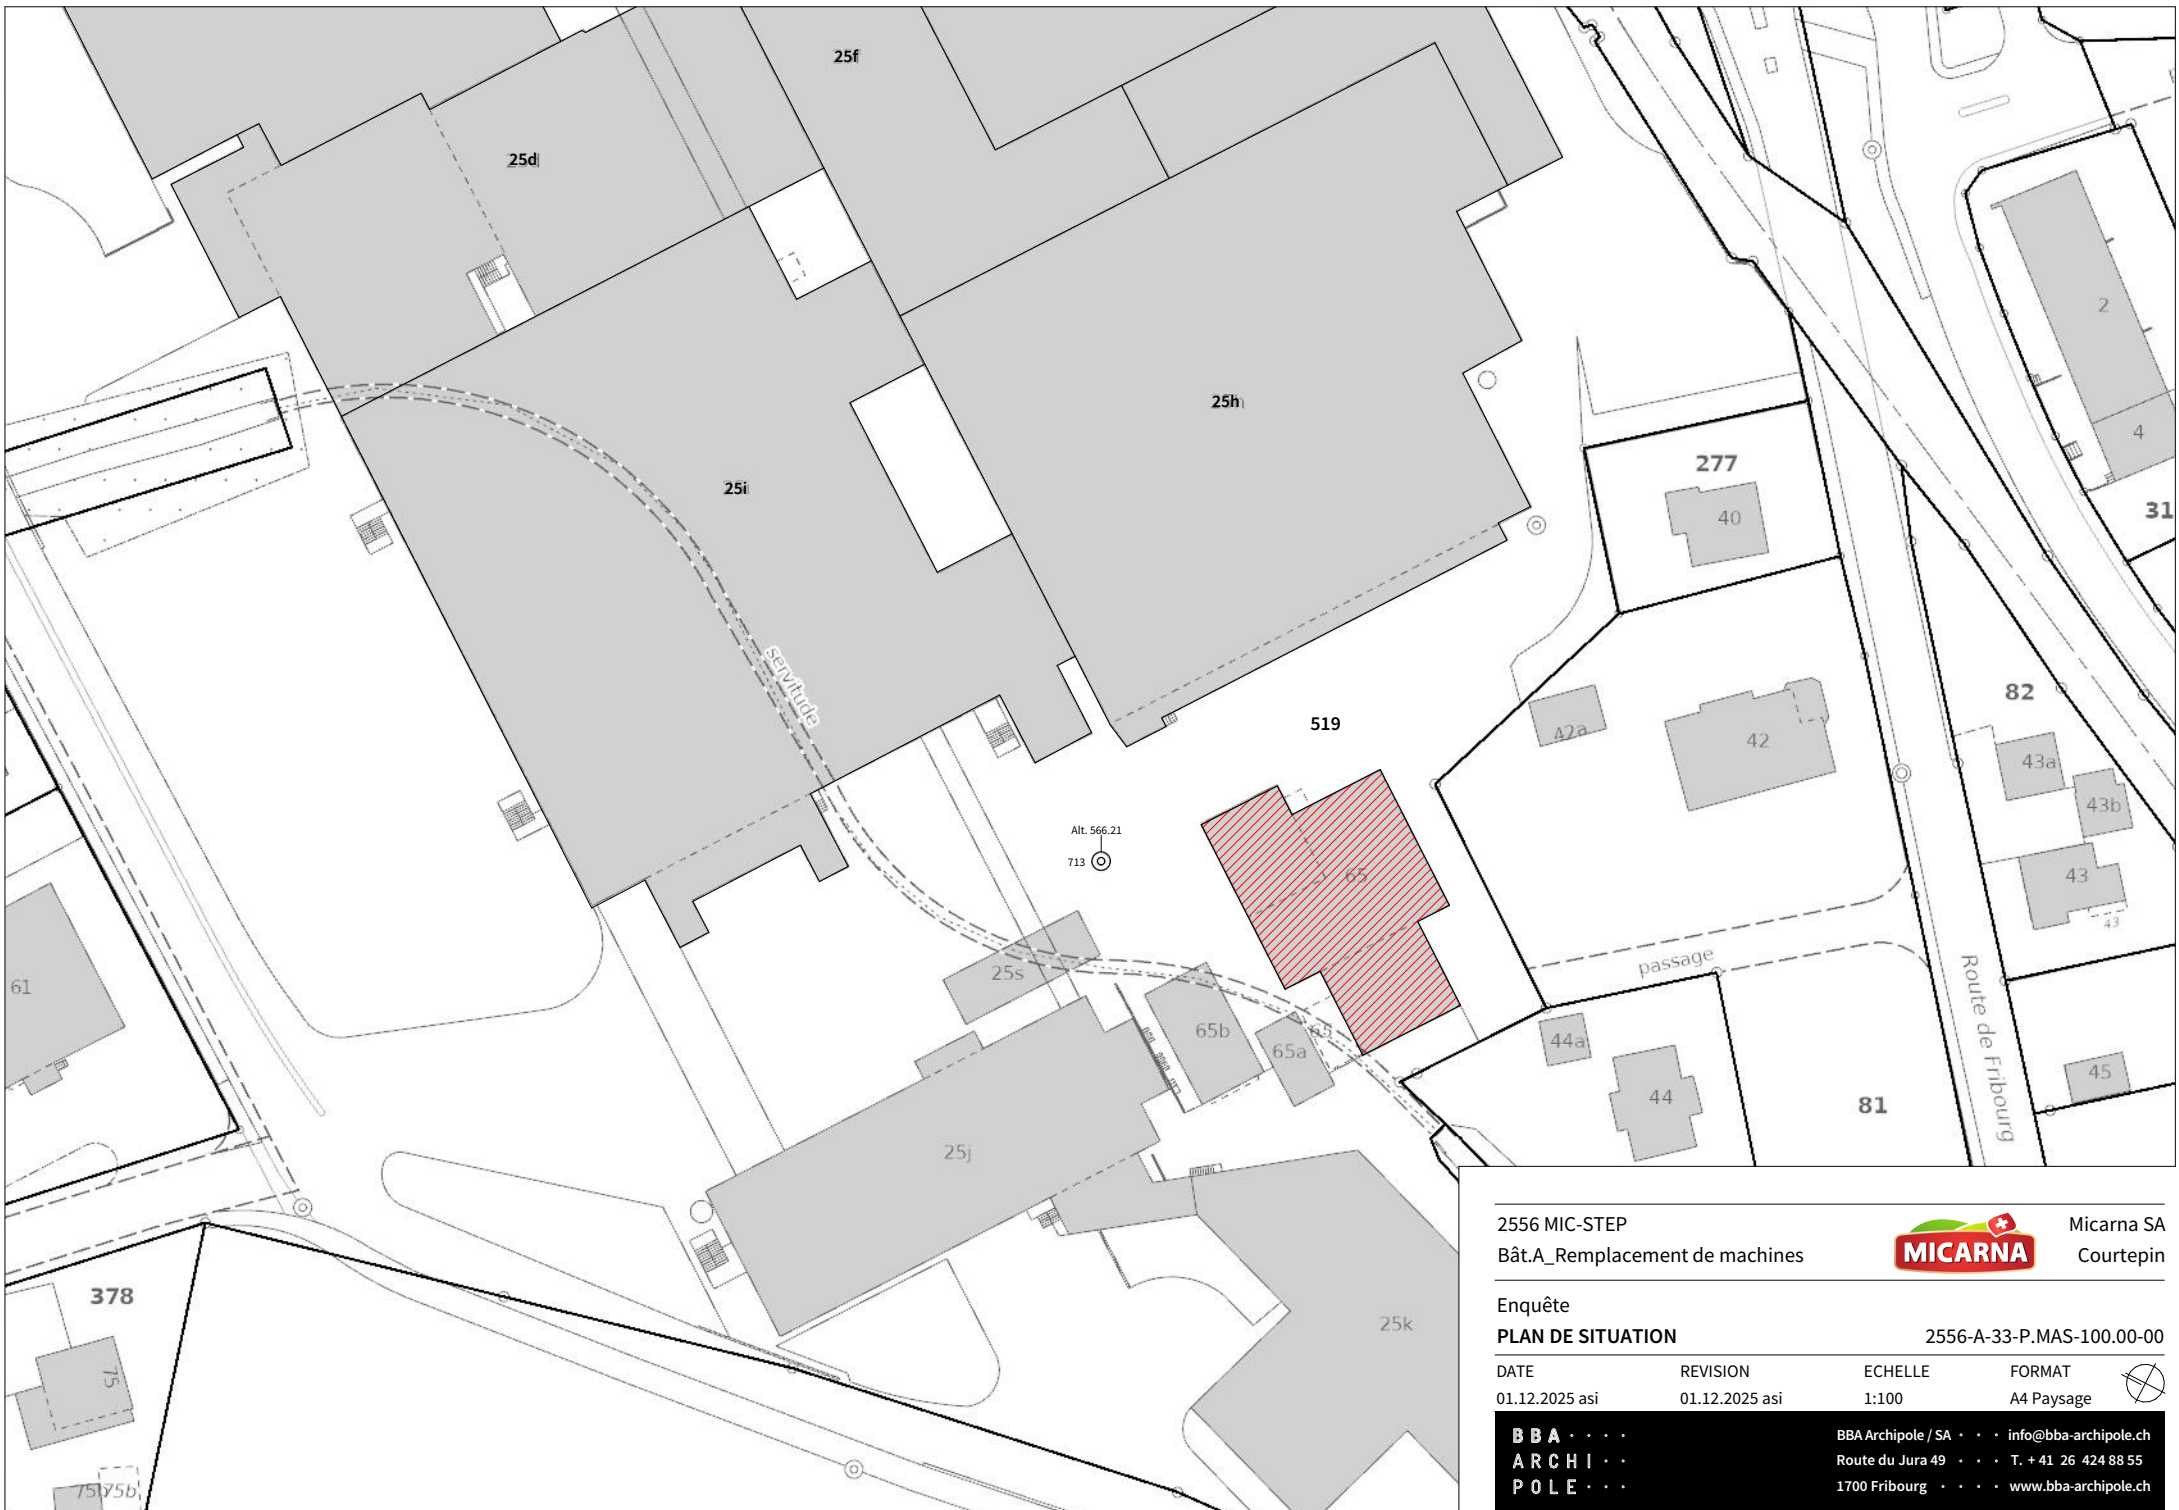 25f
25d
2
25h
4
277
25i
31
40
servitude
82
519
42a
42
43a
43b
Alt. 566.21
713
65
43
43
passage
25s
61
65b
65
65a
44a
Route de Fribourg
44
45
81
25j
378
25k
75
75b
75b
2556 MIC-STEP
Bât.A_Remplacement de machines
MICARNA
Micarna SA
Courtepin
Enquête
PLAN DE SITUATION
2556-A-33-P.MAS-100.00-00
DATE REVISION ECHELLE FORMAT
01.12.2025 asi 01.12.2025 asi 1:100 A4 Paysage
BBA · · · ·
ARCHI · ·
POLE · · ·
BBA Archipole / SA · · · info@bba-archipole.ch
Route du Jura 49 · · · T. + 41 26 424 88 55
1700 Fribourg · · · · www.bba-archipole.ch